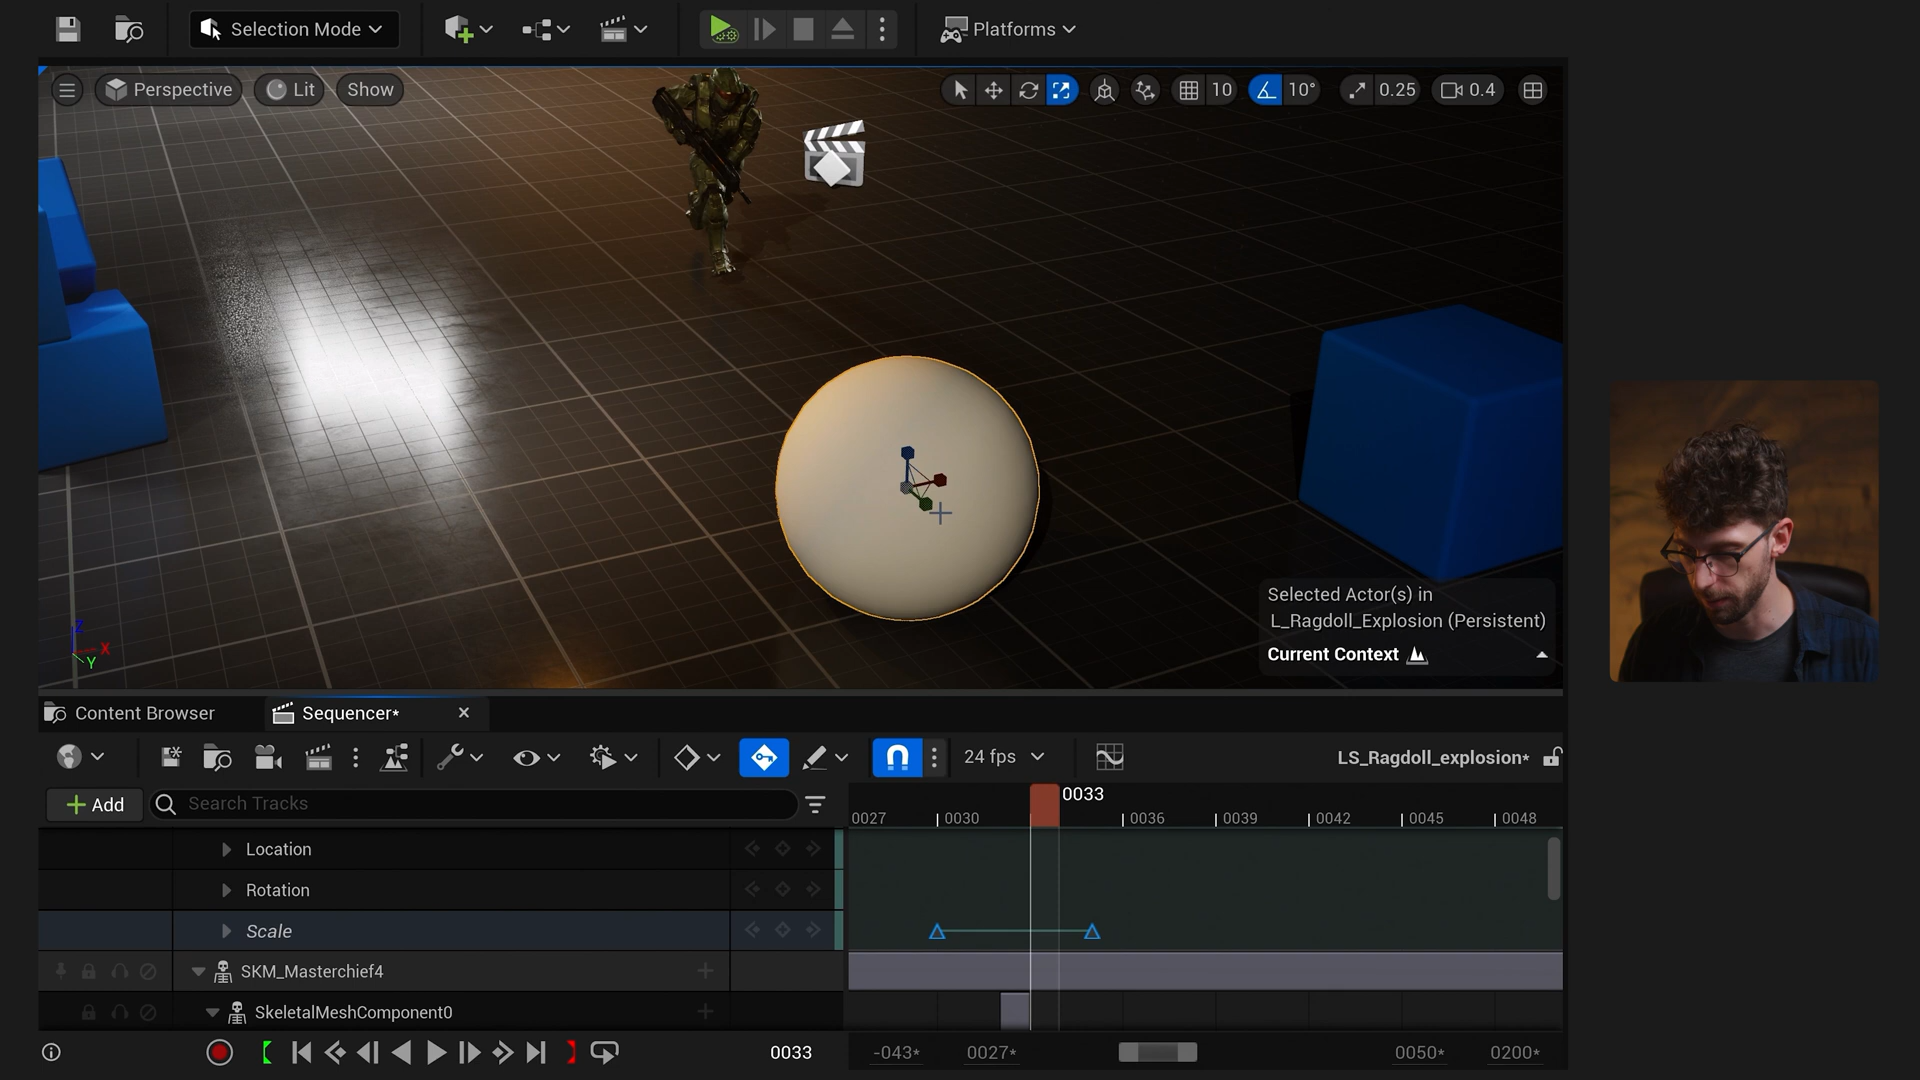 Selection Mode
Platforms
Perspective
Lit
Show
10
10°
0.25
0.4
Z
X
Y
Selected Actor(s) in
L_Ragdoll_Explosion (Persistent)
Current Context
Content Browser
Sequencer*
24 fps
LS_Ragdoll_explosion*
Add
Search Tracks
0033
0027
0030
0036
0039
0042
0045
0048
Location
Rotation
Scale
SKM_Masterchief4
SkeletalMeshComponent0
0033
-043*
0027*
0050*
0200*